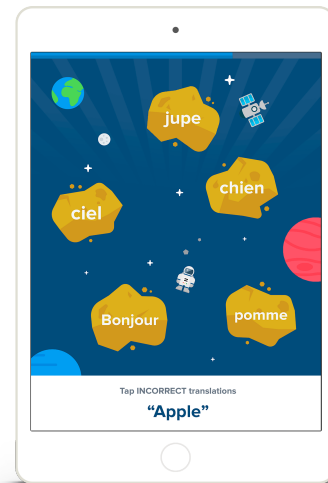 jupe
chien
ciel
Bonjour
pomme
Tap INCORRECT translations
“Apple”